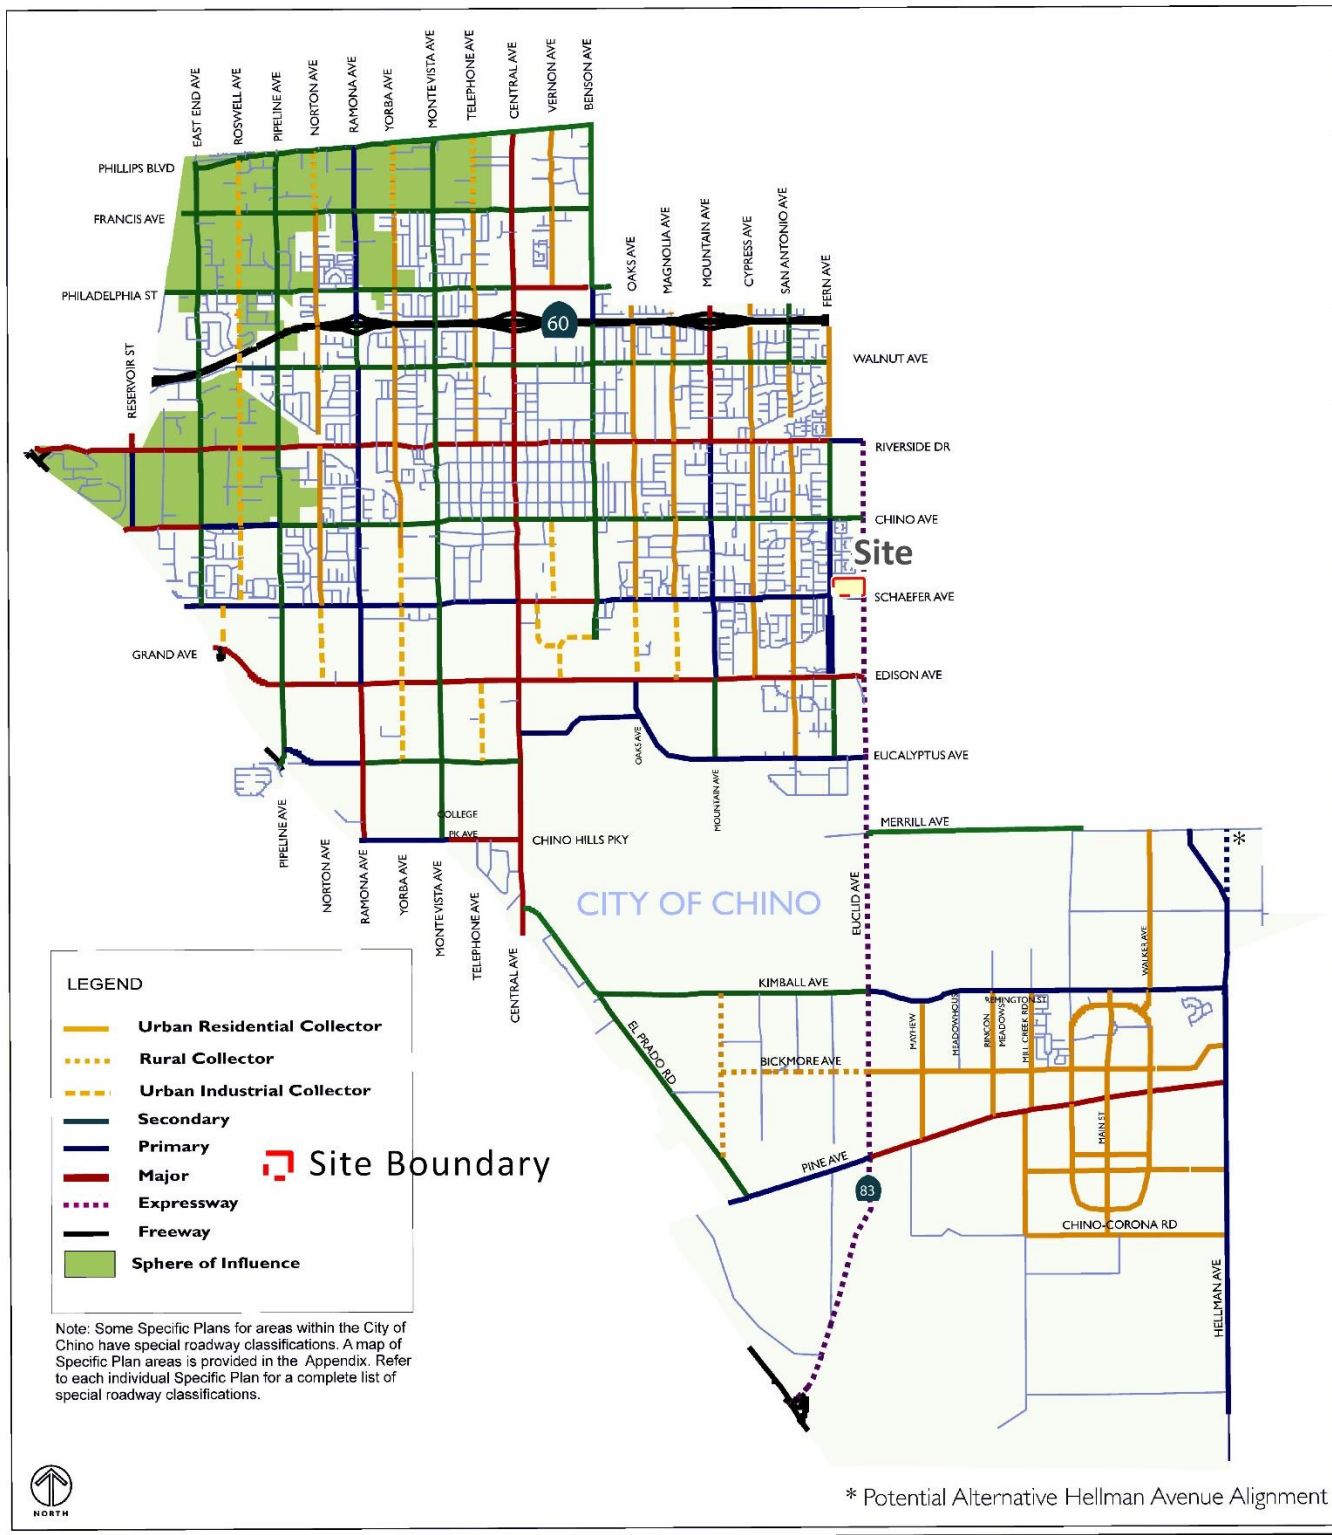 EAST END AVE
ROSWELL AVE
PIPELINE AVE
NORTON AVE
RAMONA AVE
YORBA AVE
MONTEVISTA AVE
TELEPHONE AVE
CENTRAL AVE
VERNON AVE
BENSON AVE
PHILLIPS BLVD
FRANCIS AVE
PHILADELPHIA ST
OAKS AVE
MAGNOLIA AVE
MOUNTAIN AVE
CYPRESS AVE
SAN ANTONIO AVE
FERN AVE
60
RESERVOIR ST
WALNUT AVE
RIVERSIDE DR
CHINO AVE
Site
SCHAEFER AVE
GRAND AVE
EDISON AVE
OAKS AVE
MOUNTAIN AVE
EUCALYPTUS AVE
PIPELINE AVE
NORTON AVE
RAMONA AVE
YORBA AVE
COLLEGE
PK AVE
MONTEVISTA AVE
TELEPHONE AVE
CENTRAL AVE
CHINO HILLS PKY
MERRILL AVE
*
CITY OF CHINO
EUCLID AVE
WALKER AVE
KIMBALL AVE
EL PRADO RD
BICKMORE AVE
MAYHEW
MEADOWHOUS
RINCON
MEADOWS
MILL CREEK RD
REMINGTON ST
MAIN ST
PINE AVE
83
CHINO-CORONA RD
HELLMAN AVE
LEGEND
Urban Residential Collector
Rural Collector
Urban Industrial Collector
Secondary
Primary
Major
Expressway
Freeway
Sphere of Influence
Site Boundary
Note: Some Specific Plans for areas within the City of
Chino have special roadway classifications. A map of
Specific Plan areas is provided in the Appendix. Refer
to each individual Specific Plan for a complete list of
special roadway classifications.
NORTH
* Potential Alternative Hellman Avenue Alignment